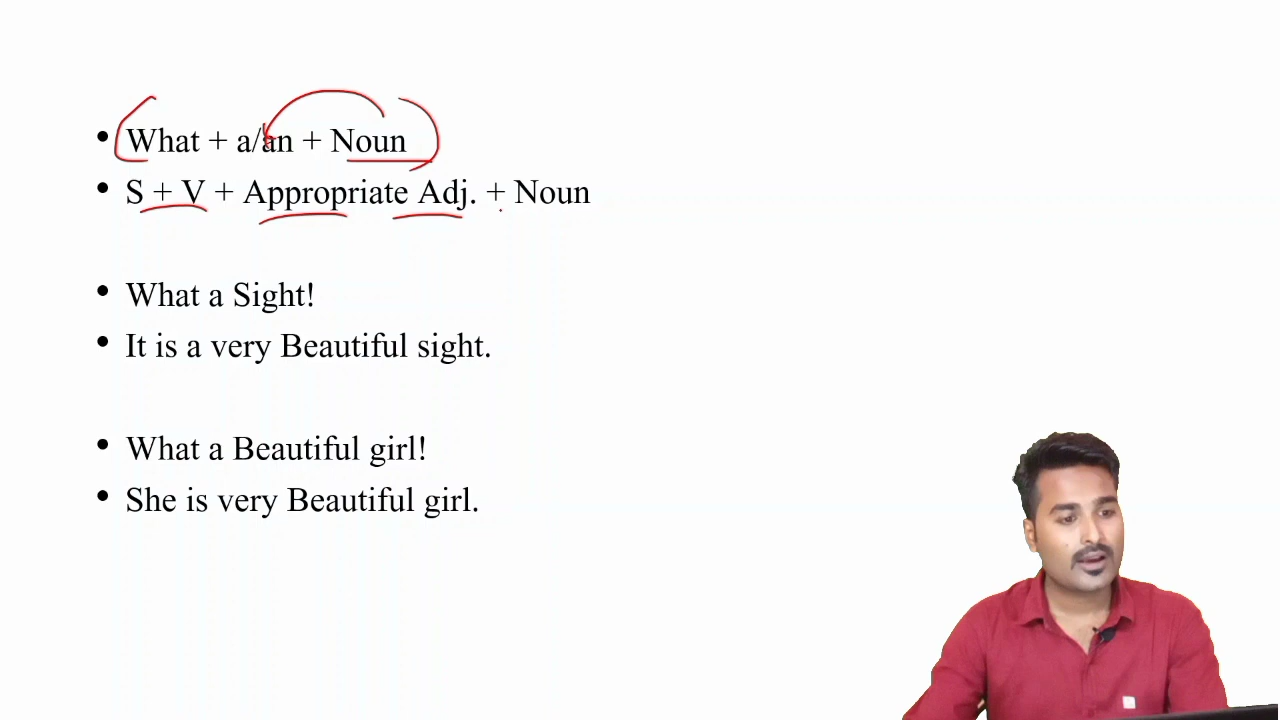 • What + a/an + Noun
• S + V + Appropriate Adj. + Noun
• What a Sight!
• It is a very Beautiful sight.
• What a Beautiful girl!
• She is very Beautiful girl.